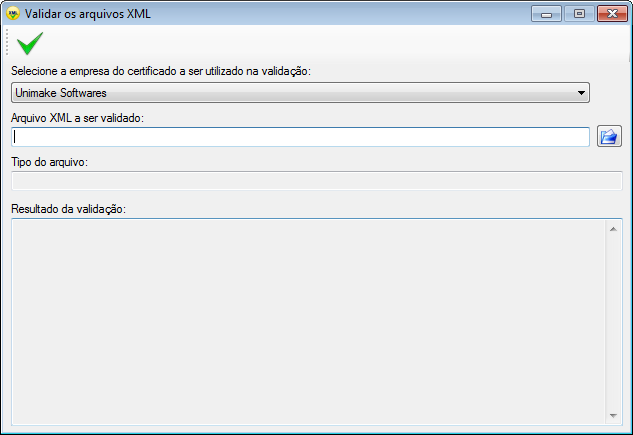 XML
Validar os arquivos XML
Selecione a empresa do certificado a ser utilizado na validação:
Unimake Softwares
Arquivo XML a ser validado:
Tipo do arquivo:
Resultado da validação: